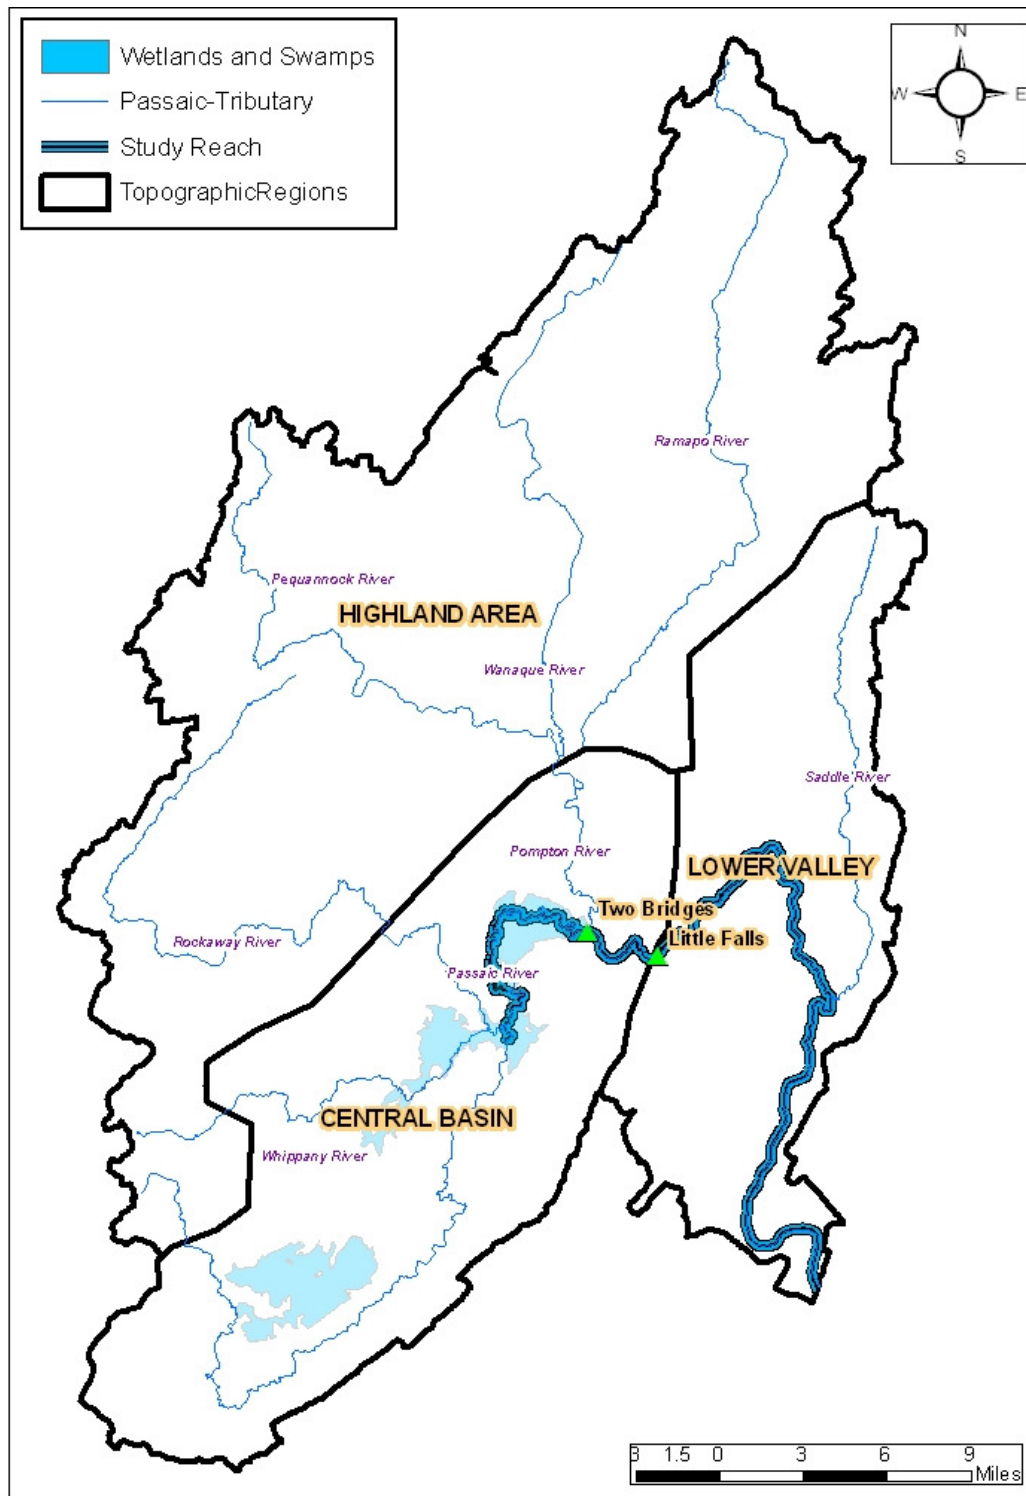 Wetlands and Swamps
Passaic-Tributary
Study Reach
TopographicRegions
N
W E
S
Ramapo River
Pequannock River
HIGHLAND AREA
Wanaque River
Saddle River
Pompton River
LOWER VALLEY
Two Bridges
Little Falls
Rockaway River
Passaic River
CENTRAL BASIN
Whippany River
3 1.5 0 3 6 9
Miles